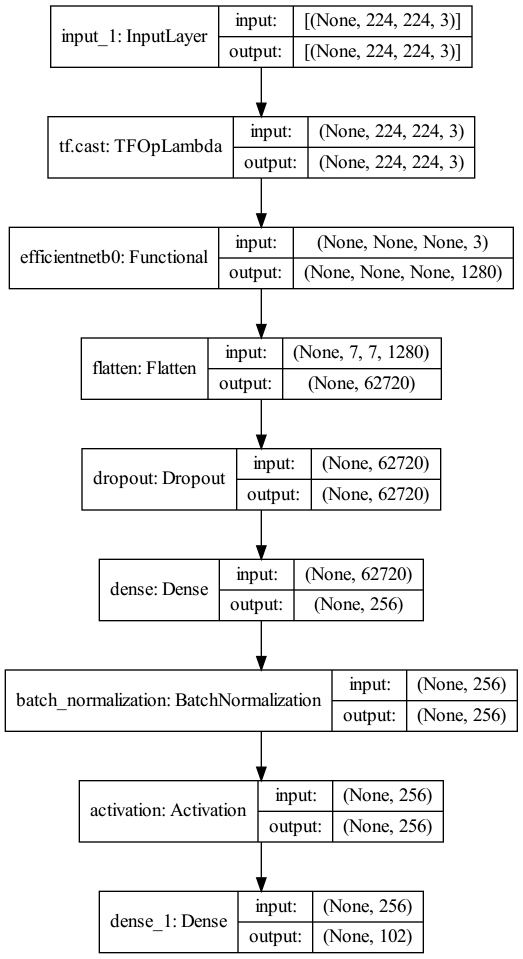 input_1: InputLayer
input:
[(None, 224, 224, 3)]
output:
[(None, 224, 224, 3)]
tf.cast: TFOpLambda
input:
(None, 224, 224, 3)
output:
(None, 224, 224, 3)
efficientnetb0: Functional
input:
(None, None, None, 3)
output:
(None, None, None, 1280)
flatten: Flatten
input:
(None, 7, 7, 1280)
output:
(None, 62720)
dropout: Dropout
input:
(None, 62720)
output:
(None, 62720)
dense: Dense
input:
(None, 62720)
output:
(None, 256)
batch_normalization: BatchNormalization
input:
(None, 256)
output:
(None, 256)
activation: Activation
input:
(None, 256)
output:
(None, 256)
dense_1: Dense
input:
(None, 256)
output:
(None, 102)